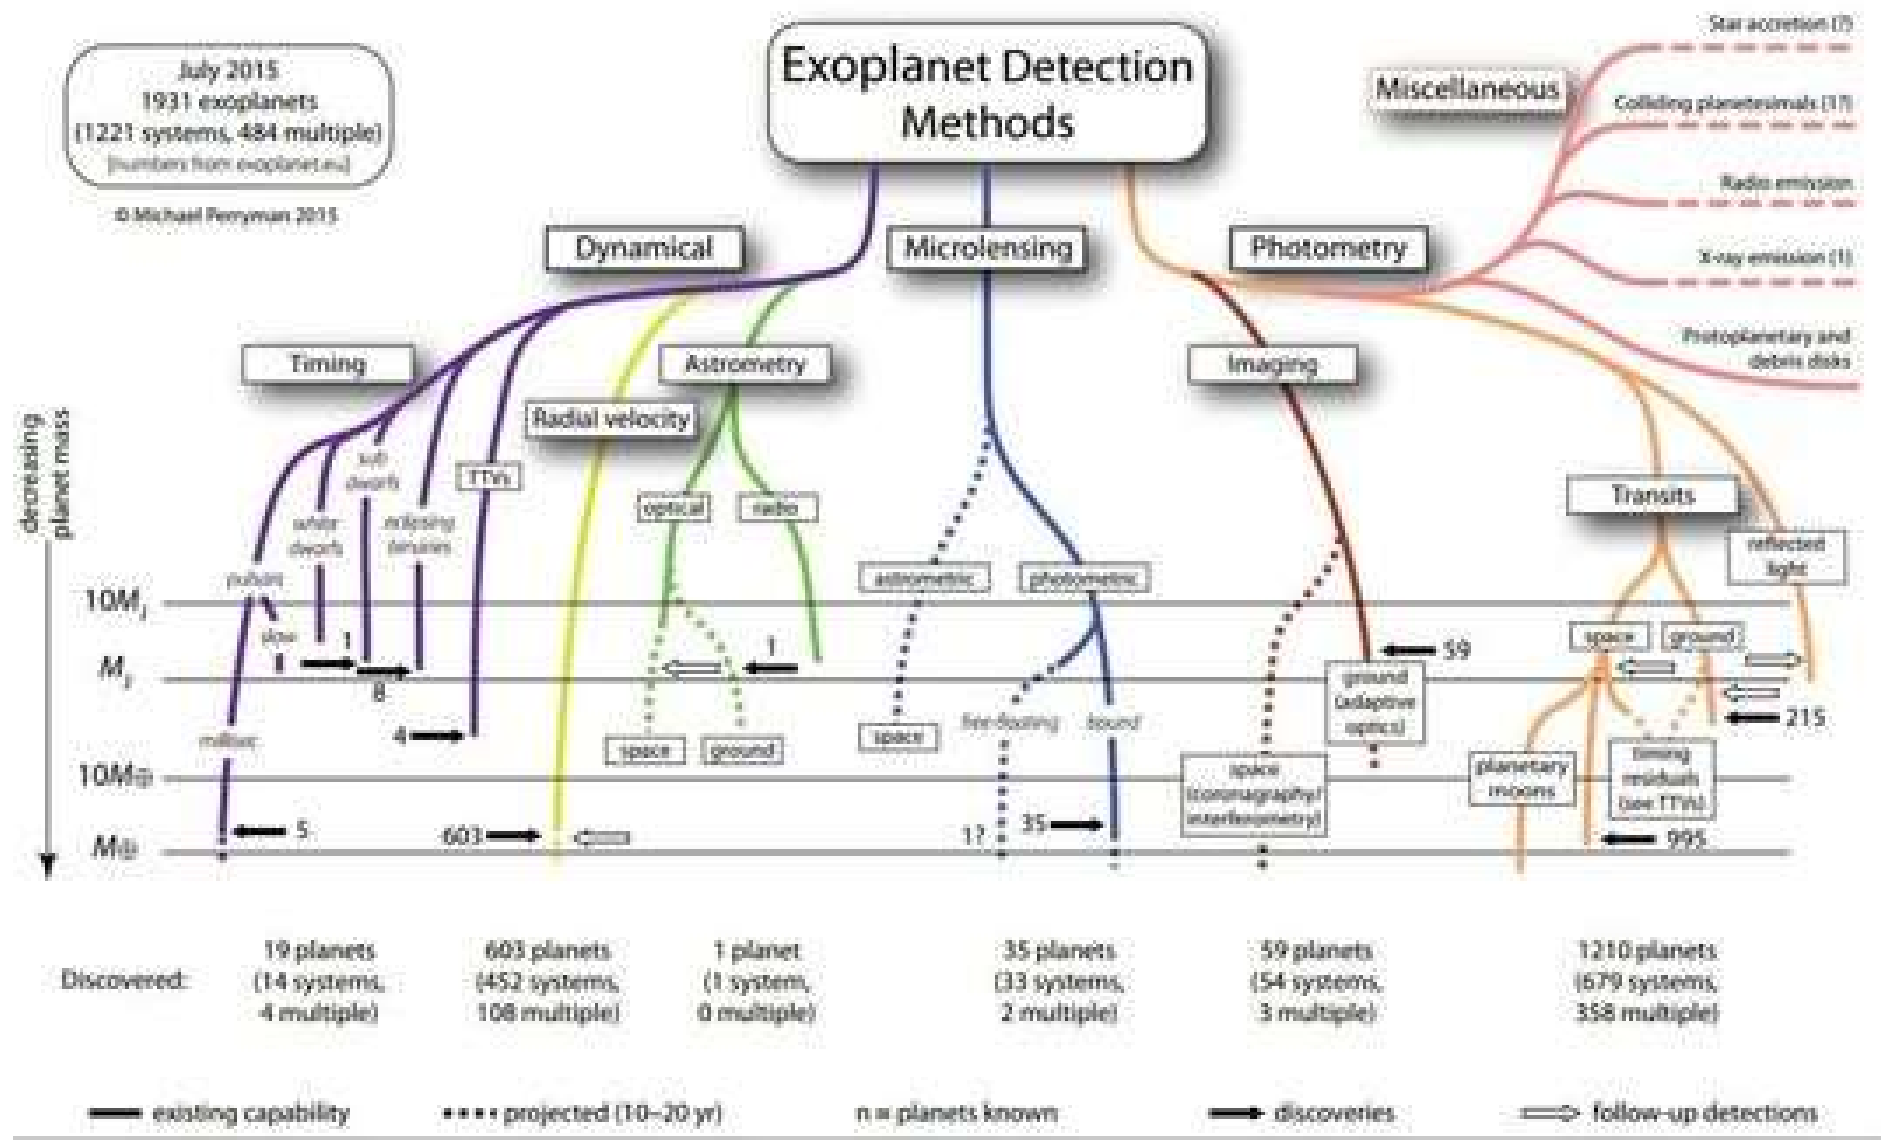 Exoplanet Detection
Methods
July 2015
1931 exoplanets
(1221 systems, 484 multiple)
[numbers from exoplanet.eu]
© Michael Perryman 2015
Miscellaneous
Star accretion (?)
Colliding planetesimals (1?)
Radio emission
X-ray emission (1)
Protoplanetary and
debris disks
Dynamical
Microlensing
Photometry
Timing
Astrometry
Imaging
Radial velocity
TTVs
optical
radio
Transits
decreasing
planet mass
sub
dwarfs
white
dwarfs
eclipsing
binaries
pulsars
slow
millisec
astrometric
photometric
reflected
light
10M_J
M_J
10M⊕
M⊕
space
ground
1
8
1
59
ground
(adaptive
optics)
4
space
ground
space
free-floating
bound
215
space
(coronagraphy/
interferometry)
planetary
moons
timing
residuals
(see TTVs)
5
603
1?
35
995
Discovered:
19 planets
(14 systems,
4 multiple)
603 planets
(452 systems,
108 multiple)
1 planet
(1 system,
0 multiple)
35 planets
(33 systems,
2 multiple)
59 planets
(54 systems,
3 multiple)
1210 planets
(679 systems,
358 multiple)
existing capability
projected (10–20 yr)
n = planets known
discoveries
follow-up detections